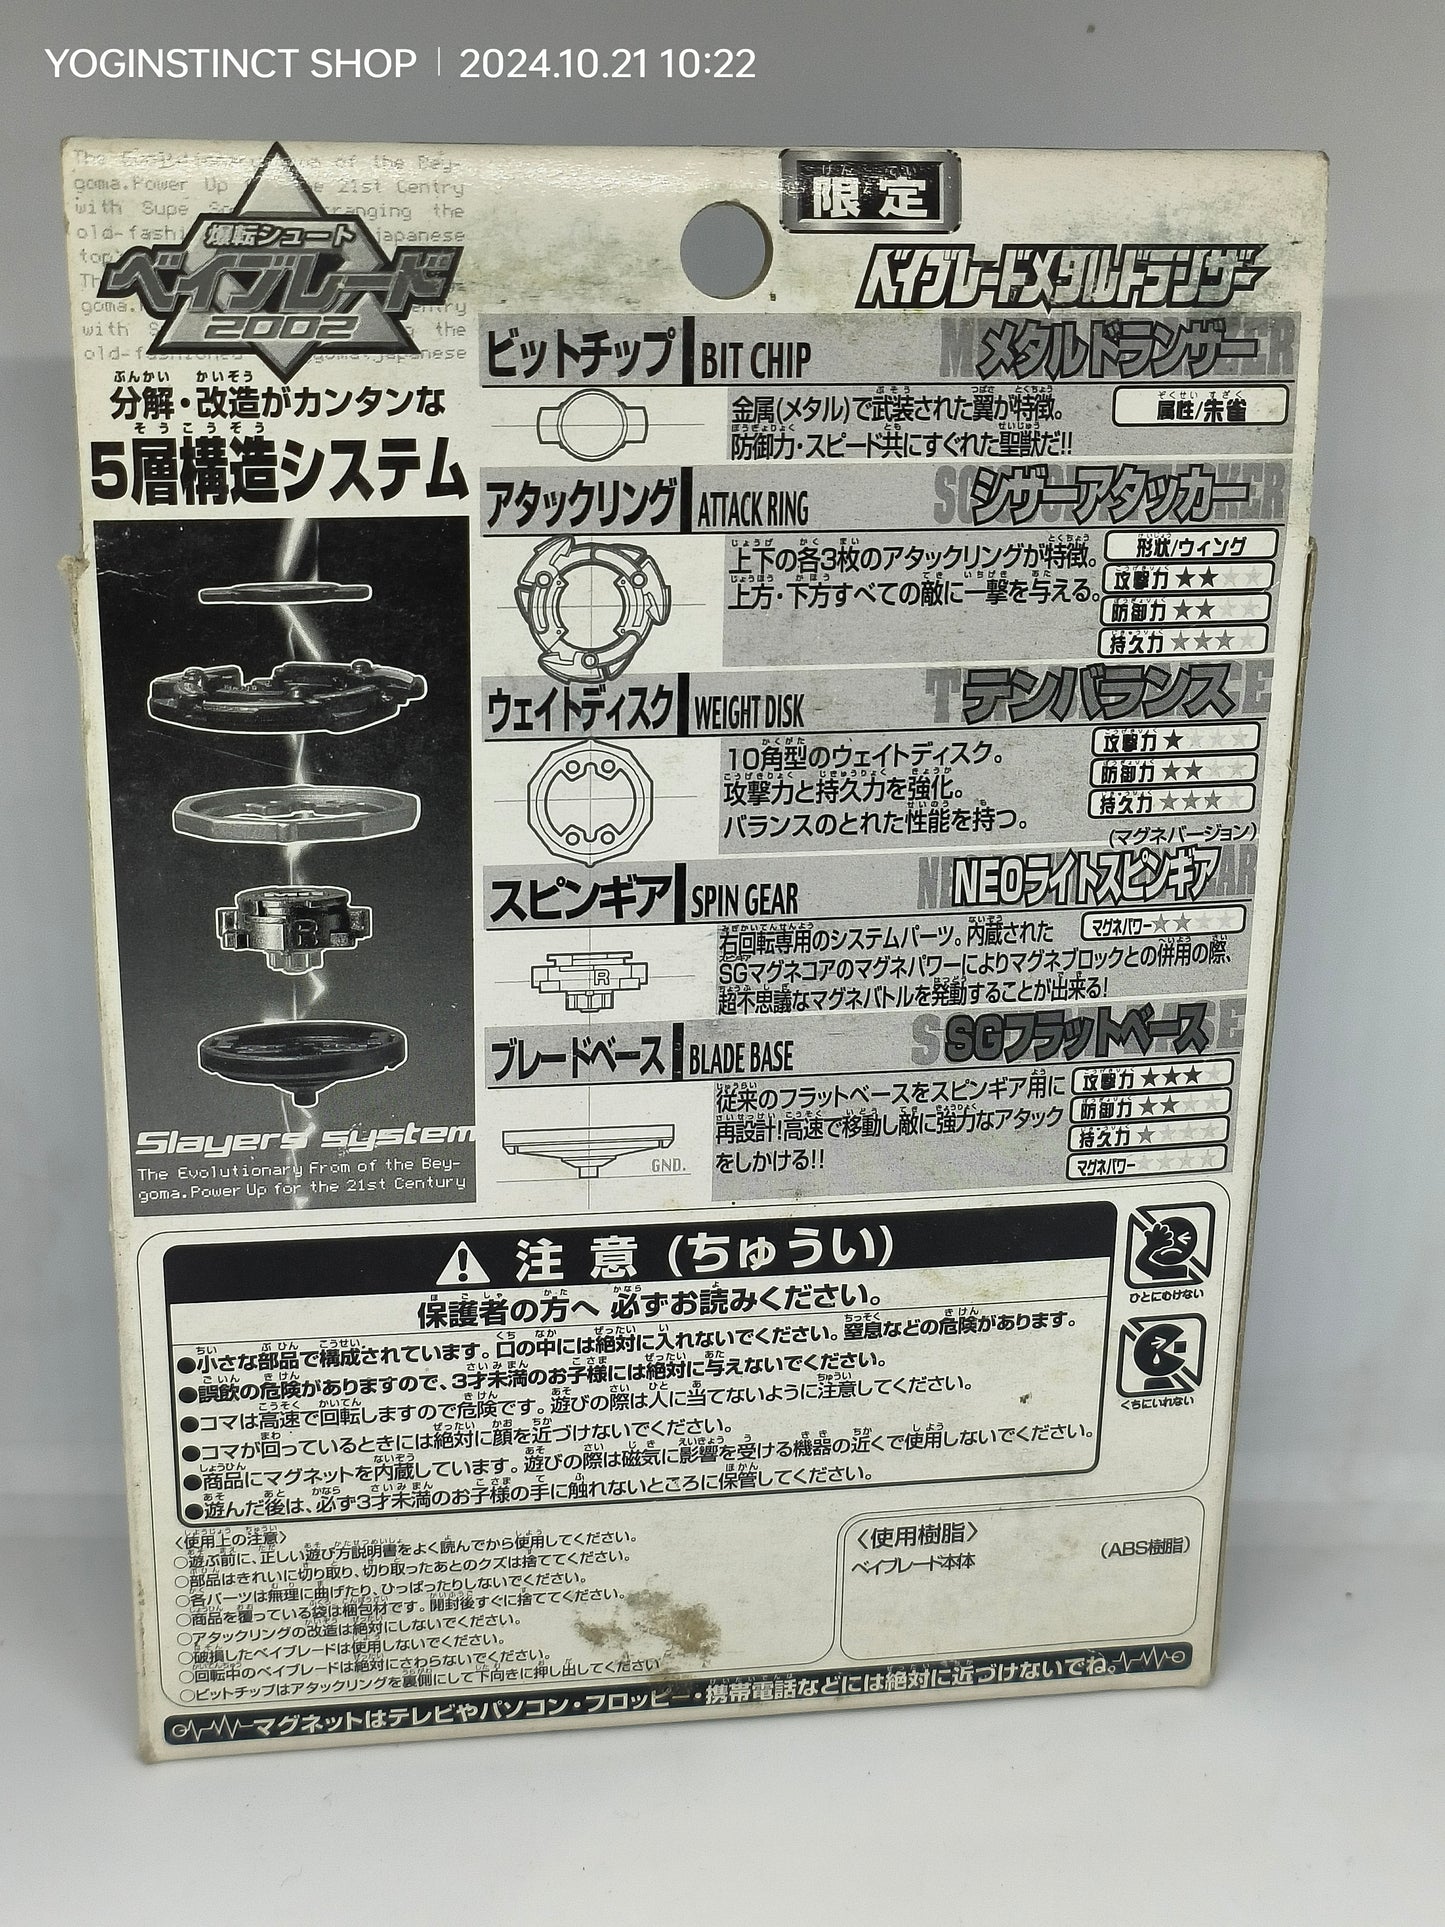 YOGINSTINCT SHOP | 2024.10.21 10:22
限定
爆転シュート
ベイブレード
2002
ベイブレードメタルドランザー
分解・改造がカンタンな
5層構造システム
Slayers system
The Evolutionary From of the Bey-
goma.Power Up for the 21st Century
ビットチップ BIT CHIP メタルドランザー
金属(メタル)で武装された翼が特徴。
防御力・スピード共にすぐれた聖獣だ!!
属性/朱雀
アタックリング ATTACK RING シザーアタッカー
上下の各3枚のアタックリングが特徴。
上方・下方すべての敵に一撃を与える。
形状/ウィング
攻撃力★★
防御力★★
持久力★★★
ウェイトディスク WEIGHT DISK テンバランス
10角型のウェイトディスク。
攻撃力と持久力を強化。
バランスのとれた性能を持つ。
攻撃力★
防御力★★
持久力★★★
(マグネバージョン)
スピンギア SPIN GEAR NEOライトスピンギア
右回転専用のシステムパーツ。内蔵された
SGマグネコアのマグネパワーによりマグネブロックとの併用の際、
超不思議なマグネバトルを発動することが出来る!
マグネパワー★★
R
ブレードベース BLADE BASE SGフラットベース
従来のフラットベースをスピンギア用に
再設計!高速で移動し敵に強力なアタック
をしかける!!
GND.
攻撃力★★★
防御力★★
持久力★
マグネパワー
注意(ちゅうい)
保護者の方へ 必ずお読みください。
●小さな部品で構成されています。口の中には絶対に入れないでください。窒息などの危険があります。
●誤飲の危険がありますので、3才未満のお子様には絶対に与えないでください。
●コマは高速で回転しますので危険です。遊びの際は人に当てないように注意してください。
●コマが回っているときには絶対に顔を近づけないでください。
●商品にマグネットを内蔵しています。遊びの際は磁気に影響を受ける機器の近くで使用しないでください。
●遊んだ後は、必ず3才未満のお子様の手に触れないところに保管してください。
ひとにむけない
くちにいれない
〈使用上の注意〉
○遊ぶ前に、正しい遊び方説明書をよく読んでから使用してください。
○部品はきれいに切り取り、切り取ったあとのクズは捨ててください。
○各パーツは無理に曲げたり、ひっぱったりしないでください。
○商品を覆っている袋は梱包材です。開封後すぐに捨ててください。
○アタックリングの改造は絶対にしないでください。
○破損したベイブレードは使用しないでください。
○回転中のベイブレードは絶対にさわらないでください。
○ビットチップはアタックリングを裏側にして下向きに押し出してください
〈使用樹脂〉
ベイブレード本体 (ABS樹脂)
マグネットはテレビやパソコン・フロッピー・携帯電話などには絶対に近づけないでね。